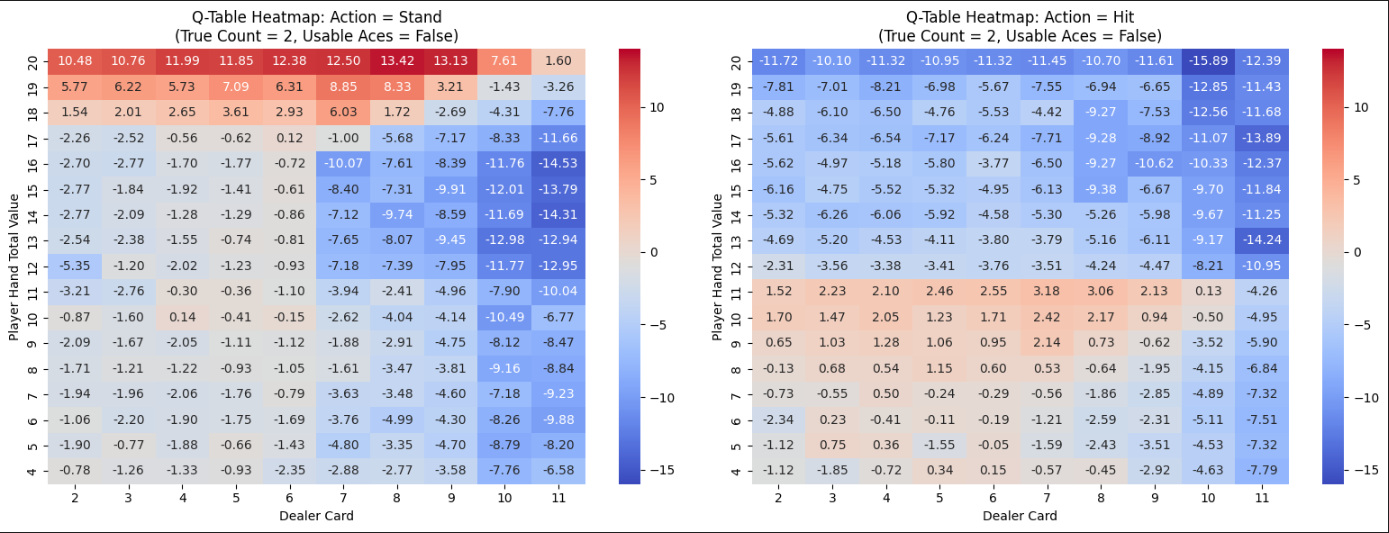 Q-Table Heatmap: Action = Stand
(True Count = 2, Usable Aces = False)
Player Hand Total Value
20 10.48 10.76 11.99 11.85 12.38 12.50 13.42 13.13 7.61 1.60
19 5.77 6.22 5.73 7.09 6.31 8.85 8.33 3.21 -1.43 -3.26
18 1.54 2.01 2.65 3.61 2.93 6.03 1.72 -2.69 -4.31 -7.76
17 -2.26 -2.52 -0.56 -0.62 0.12 -1.00 -5.68 -7.17 -8.33 -11.66
16 -2.70 -2.77 -1.70 -1.77 -0.72 -10.07 -7.61 -8.39 -11.76 -14.53
15 -2.77 -1.84 -1.92 -1.41 -0.61 -8.40 -7.31 -9.91 -12.01 -13.79
14 -2.77 -2.09 -1.28 -1.29 -0.86 -7.12 -9.74 -8.59 -11.69 -14.31
13 -2.54 -2.38 -1.55 -0.74 -0.81 -7.65 -8.07 -9.45 -12.98 -12.94
12 -5.35 -1.20 -2.02 -1.23 -0.93 -7.18 -7.39 -7.95 -11.77 -12.95
11 -3.21 -2.76 -0.30 -0.36 -1.10 -3.94 -2.41 -4.96 -7.90 -10.04
10 -0.87 -1.60 0.14 -0.41 -0.15 -2.62 -4.04 -4.14 -10.49 -6.77
9 -2.09 -1.67 -2.05 -1.11 -1.12 -1.88 -2.91 -4.75 -8.12 -8.47
8 -1.71 -1.21 -1.22 -0.93 -1.05 -1.61 -3.47 -3.81 -9.16 -8.84
7 -1.94 -1.96 -2.06 -1.76 -0.79 -3.63 -3.48 -4.60 -7.18 -9.23
6 -1.06 -2.20 -1.90 -1.75 -1.69 -3.76 -4.99 -4.30 -8.26 -9.88
5 -1.90 -0.77 -1.88 -0.66 -1.43 -4.80 -3.35 -4.70 -8.79 -8.20
4 -0.78 -1.26 -1.33 -0.93 -2.35 -2.88 -2.77 -3.58 -7.76 -6.58
2 3 4 5 6 7 8 9 10 11
Dealer Card
10
5
0
−5
−10
−15
Q-Table Heatmap: Action = Hit
(True Count = 2, Usable Aces = False)
Player Hand Total Value
20 -11.72 -10.10 -11.32 -10.95 -11.32 -11.45 -10.70 -11.61 -15.89 -12.39
19 -7.81 -7.01 -8.21 -6.98 -5.67 -7.55 -6.94 -6.65 -12.85 -11.43
18 -4.88 -6.10 -6.50 -4.76 -5.53 -4.42 -9.27 -7.53 -12.56 -11.68
17 -5.61 -6.34 -5.54 -7.17 -6.24 -7.71 -9.28 -8.92 -11.07 -13.89
16 -5.62 -4.97 -5.18 -5.80 -3.77 -6.50 -9.27 -10.62 -10.33 -12.37
15 -6.16 -4.75 -5.52 -5.32 -4.95 -6.13 -9.38 -6.67 -9.70 -11.84
14 -5.32 -6.26 -6.06 -5.92 -4.58 -5.30 -5.26 -5.98 -9.67 -11.25
13 -4.69 -5.20 -4.53 -4.11 -3.80 -3.79 -5.16 -6.11 -9.17 -14.24
12 -2.31 -3.56 -3.38 -3.41 -3.76 -3.51 -4.24 -4.47 -8.21 -10.95
11 1.52 2.23 2.10 2.46 2.55 3.18 3.06 2.13 0.13 -4.26
10 1.70 1.47 2.05 1.23 1.71 2.42 2.17 0.94 -0.50 -4.95
9 0.65 1.03 1.28 1.06 0.95 2.14 0.73 -0.62 -3.52 -5.90
8 -0.13 0.68 0.54 1.15 0.60 0.53 -0.64 -1.95 -4.15 -6.84
7 -0.73 -0.55 0.50 -0.24 -0.29 -0.56 -1.86 -2.85 -4.89 -7.32
6 -2.34 0.23 -0.41 -0.11 -0.19 -1.21 -2.59 -2.31 -5.11 -7.51
5 -1.12 0.75 0.36 -1.55 -0.05 -1.59 -2.43 -3.51 -4.53 -7.32
4 -1.12 -1.85 -0.72 0.34 0.15 -0.57 -0.45 -2.92 -4.63 -7.79
2 3 4 5 6 7 8 9 10 11
Dealer Card
10
5
0
−5
−10
−15